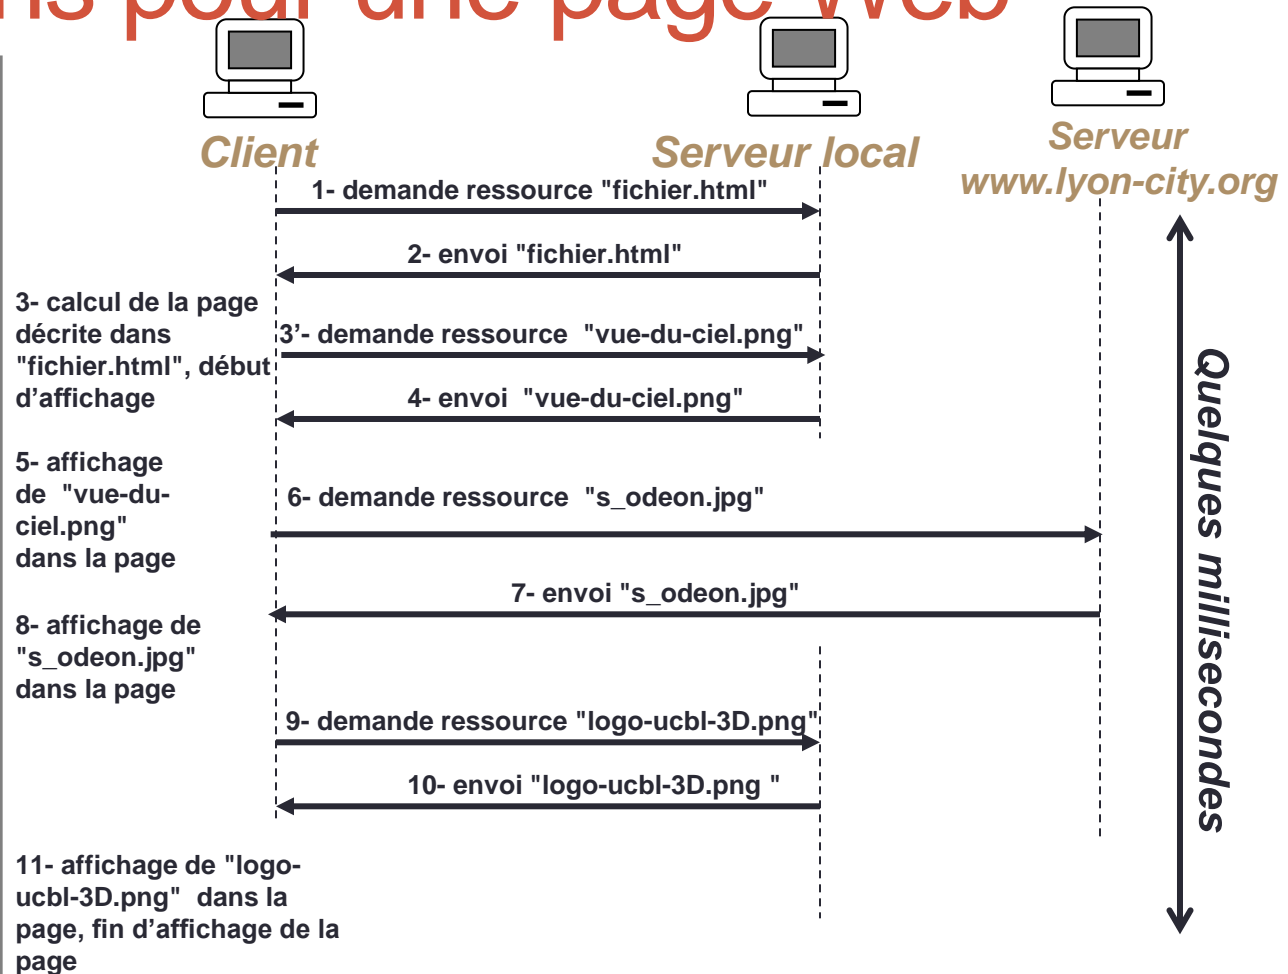 ns pour une page Web
Client
Serveur local
Serveur
www.lyon-city.org
1- demande ressource "fichier.html"
2- envoi "fichier.html"
3- calcul de la page
décrite dans
"fichier.html", début
d’affichage
3’- demande ressource "vue-du-ciel.png"
4- envoi "vue-du-ciel.png"
5- affichage
de "vue-du-
ciel.png"
dans la page
6- demande ressource "s_odeon.jpg"
7- envoi "s_odeon.jpg"
8- affichage de
"s_odeon.jpg"
dans la page
9- demande ressource "logo-ucbl-3D.png"
10- envoi "logo-ucbl-3D.png "
11- affichage de "logo-
ucbl-3D.png" dans la
page, fin d’affichage de la
page
Quelques millisecondes